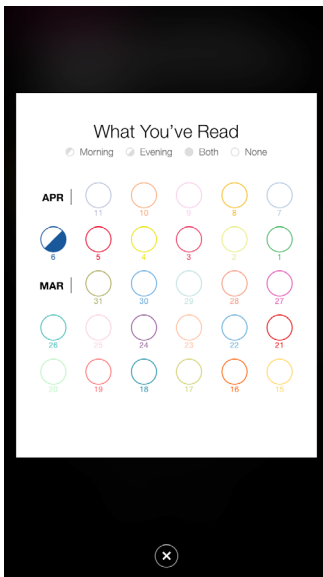 What You've Read
Morning Evening Both None
APR 11 10 9 8 7
6 5 4 3 2 1
MAR 31 30 29 28 27
26 25 24 23 22 21
20 19 18 17 16 15